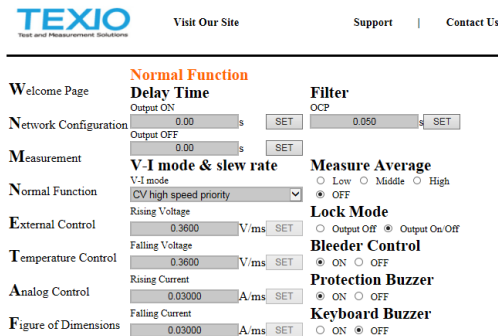 TEXIO
Test and Measurement Solutions
Visit Our Site
Support | Contact Us
Welcome Page
Network Configuration
Measurement
Normal Function
External Control
Temperature Control
Analog Control
Figure of Dimensions
Normal Function
Delay Time
Output ON
0.00 s SET
Output OFF
0.00 s SET
V-I mode & slew rate
V-I mode
CV high speed priority
Rising Voltage
0.3600 V/ms SET
Falling Voltage
0.3600 V/ms SET
Rising Current
0.03000 A/ms SET
Falling Current
0.03000 A/ms SET
Filter
OCP
0.050 s SET
Measure Average
Low Middle High
OFF
Lock Mode
Output Off Output On/Off
Bleeder Control
ON OFF
Protection Buzzer
ON OFF
Keyboard Buzzer
ON OFF